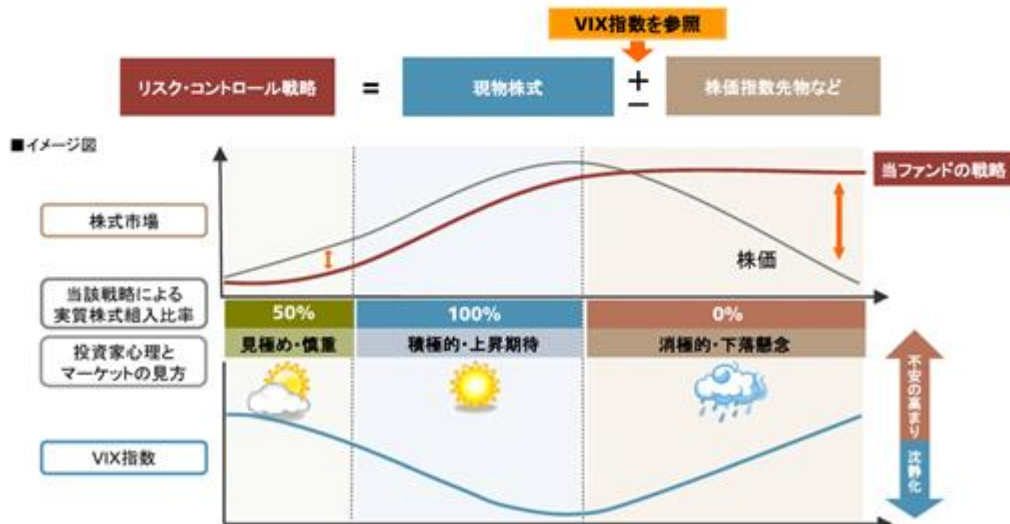 VIX指数を参照
リスク・コントロール戦略
=
現物株式
+
−
株価指数先物など
■イメージ図
当ファンドの戦略
株式市場
株価
当該戦略による
実質株式組入比率
50%
100%
0%
投資家心理と
マーケットの見方
見極め・慎重
積極的・上昇期待
消極的・下落懸念
不安の高まり
沈静化
VIX指数